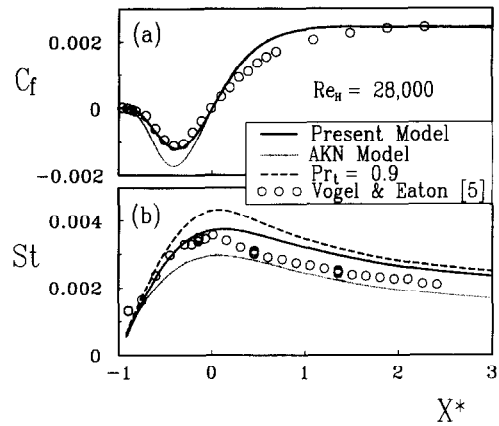 0.002
(a)
C_f
0
Re_H = 28,000
-0.002
Present Model
AKN Model
Pr_t = 0.9
Vogel & Eaton [5]
(b)
0.004
St
0.002
0
-1 0 1 2 3
X*